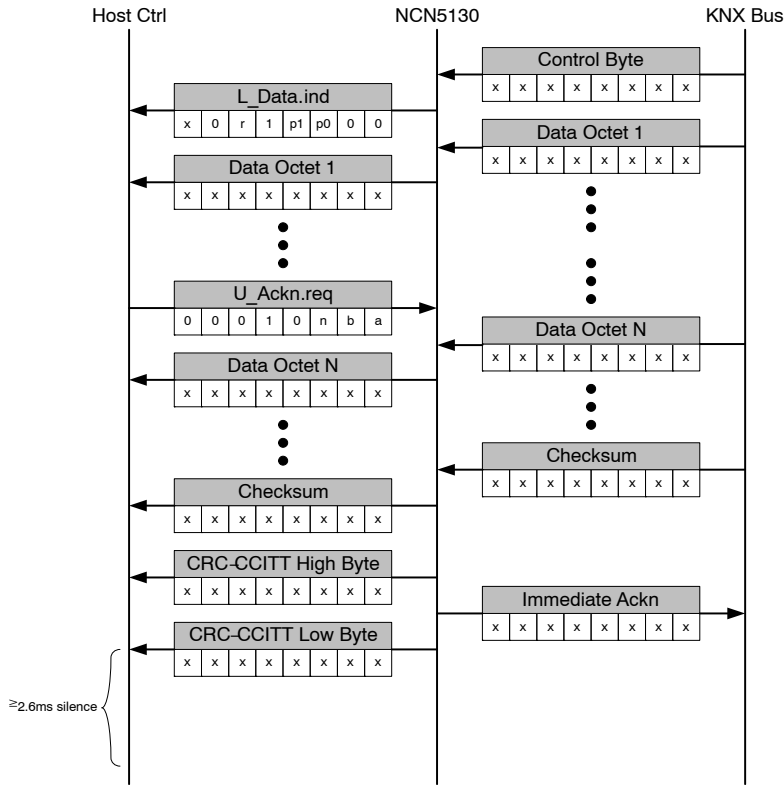 Host Ctrl NCN5130 KNX Bus
Control Byte
x x x x x x x x
L_Data.ind
x 0 r 1 p1 p0 0 0
Data Octet 1
x x x x x x x x
Data Octet 1
x x x x x x x x
U_Ackn.req
0 0 0 1 0 n b a
Data Octet N
x x x x x x x x
Data Octet N
x x x x x x x x
Checksum
x x x x x x x x
Checksum
x x x x x x x x
CRC-CCITT High Byte
x x x x x x x x
Immediate Ackn
x x x x x x x x
CRC-CCITT Low Byte
x x x x x x x x
≥2.6ms silence